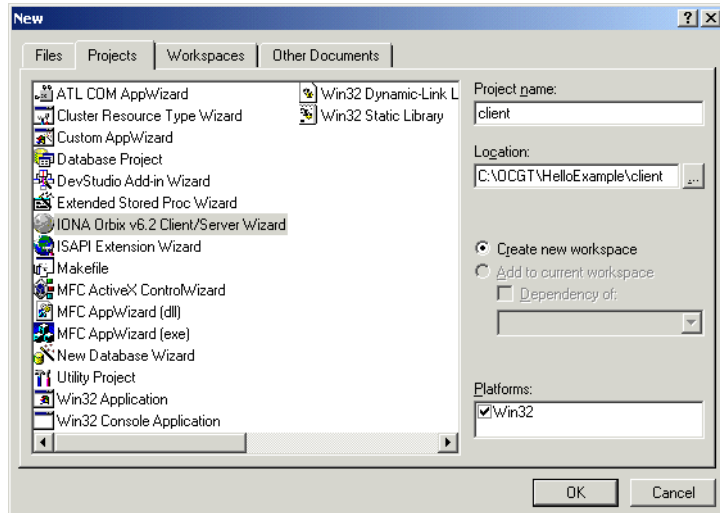 New
Files
Projects
Workspaces
Other Documents
ATL COM AppWizard
Cluster Resource Type Wizard
Custom AppWizard
Database Project
DevStudio Add-in Wizard
Extended Stored Proc Wizard
IONA Orbix v6.2 Client/Server Wizard
ISAPI Extension Wizard
Makefile
MFC ActiveX ControlWizard
MFC AppWizard (dll)
MFC AppWizard (exe)
New Database Wizard
Utility Project
Win32 Application
Win32 Console Application
Win32 Dynamic-Link L
Win32 Static Library
Project name:
client
Location:
C:\OCGT\HelloExample\client
...
Create new workspace
Add to current workspace
Dependency of:
Platforms:
Win32
OK
Cancel